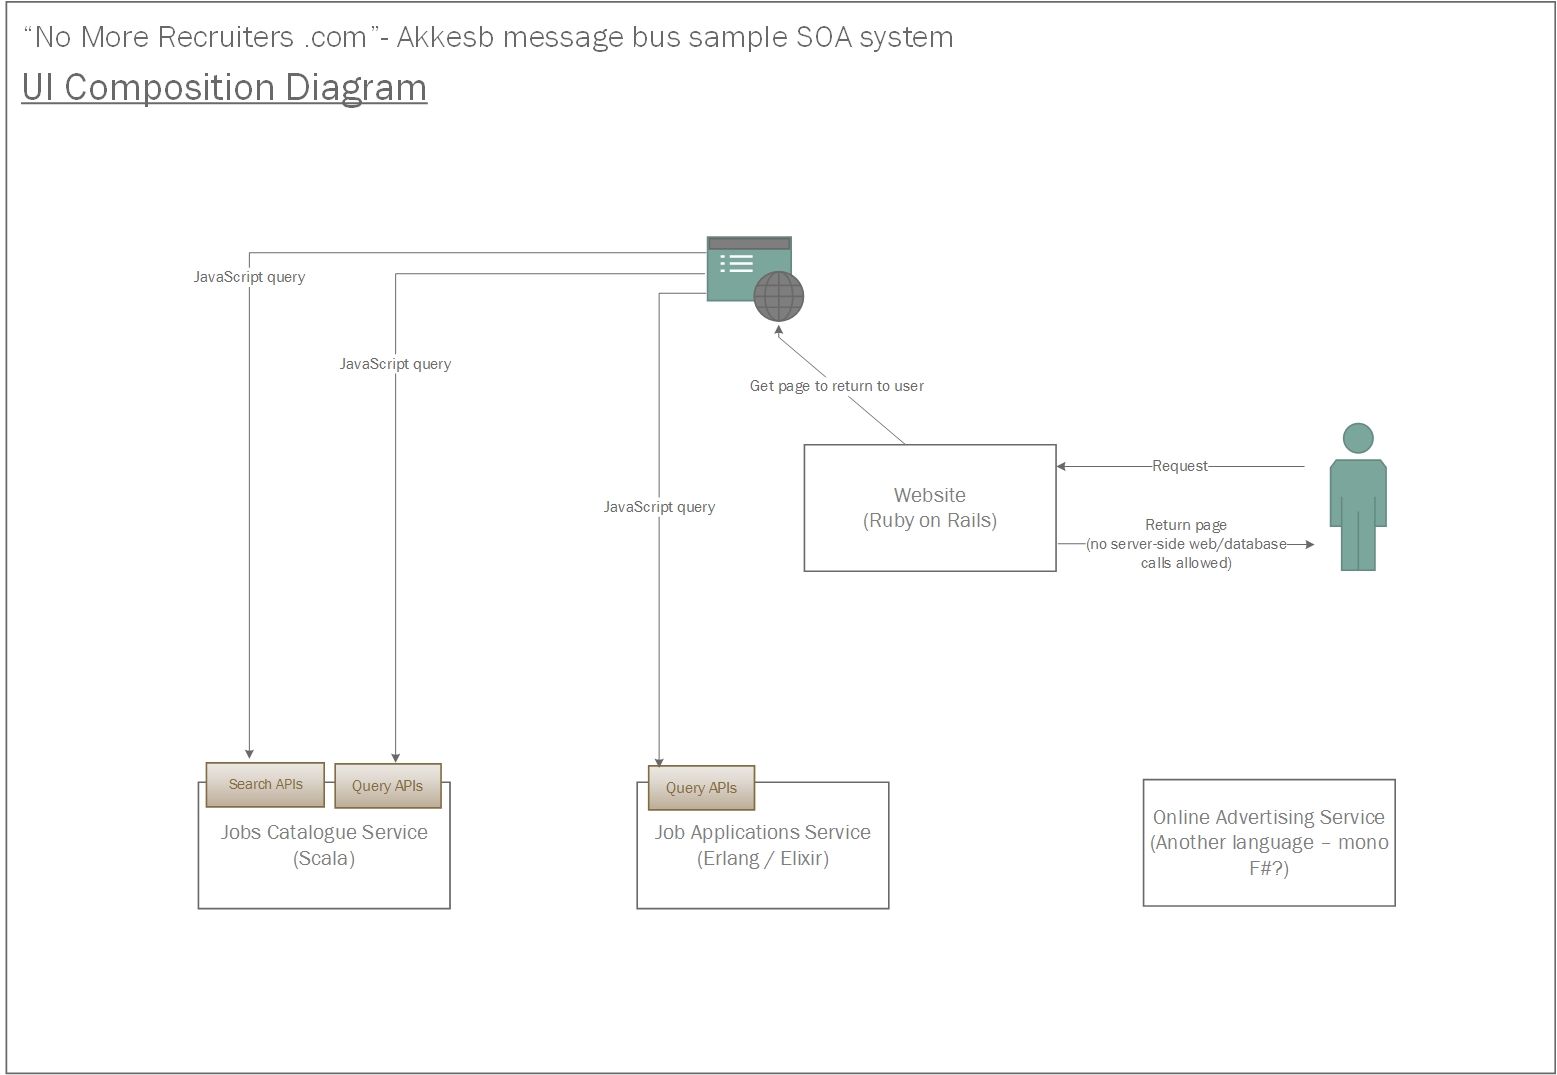 “No More Recruiters .com”- Akkesb message bus sample SOA system
UI Composition Diagram
JavaScript query
JavaScript query
Get page to return to user
Request
Website
(Ruby on Rails)
JavaScript query
Return page
(no server-side web/database
calls allowed)
Search APIs
Query APIs
Jobs Catalogue Service
(Scala)
Query APIs
Job Applications Service
(Erlang / Elixir)
Online Advertising Service
(Another language – mono
F#?)